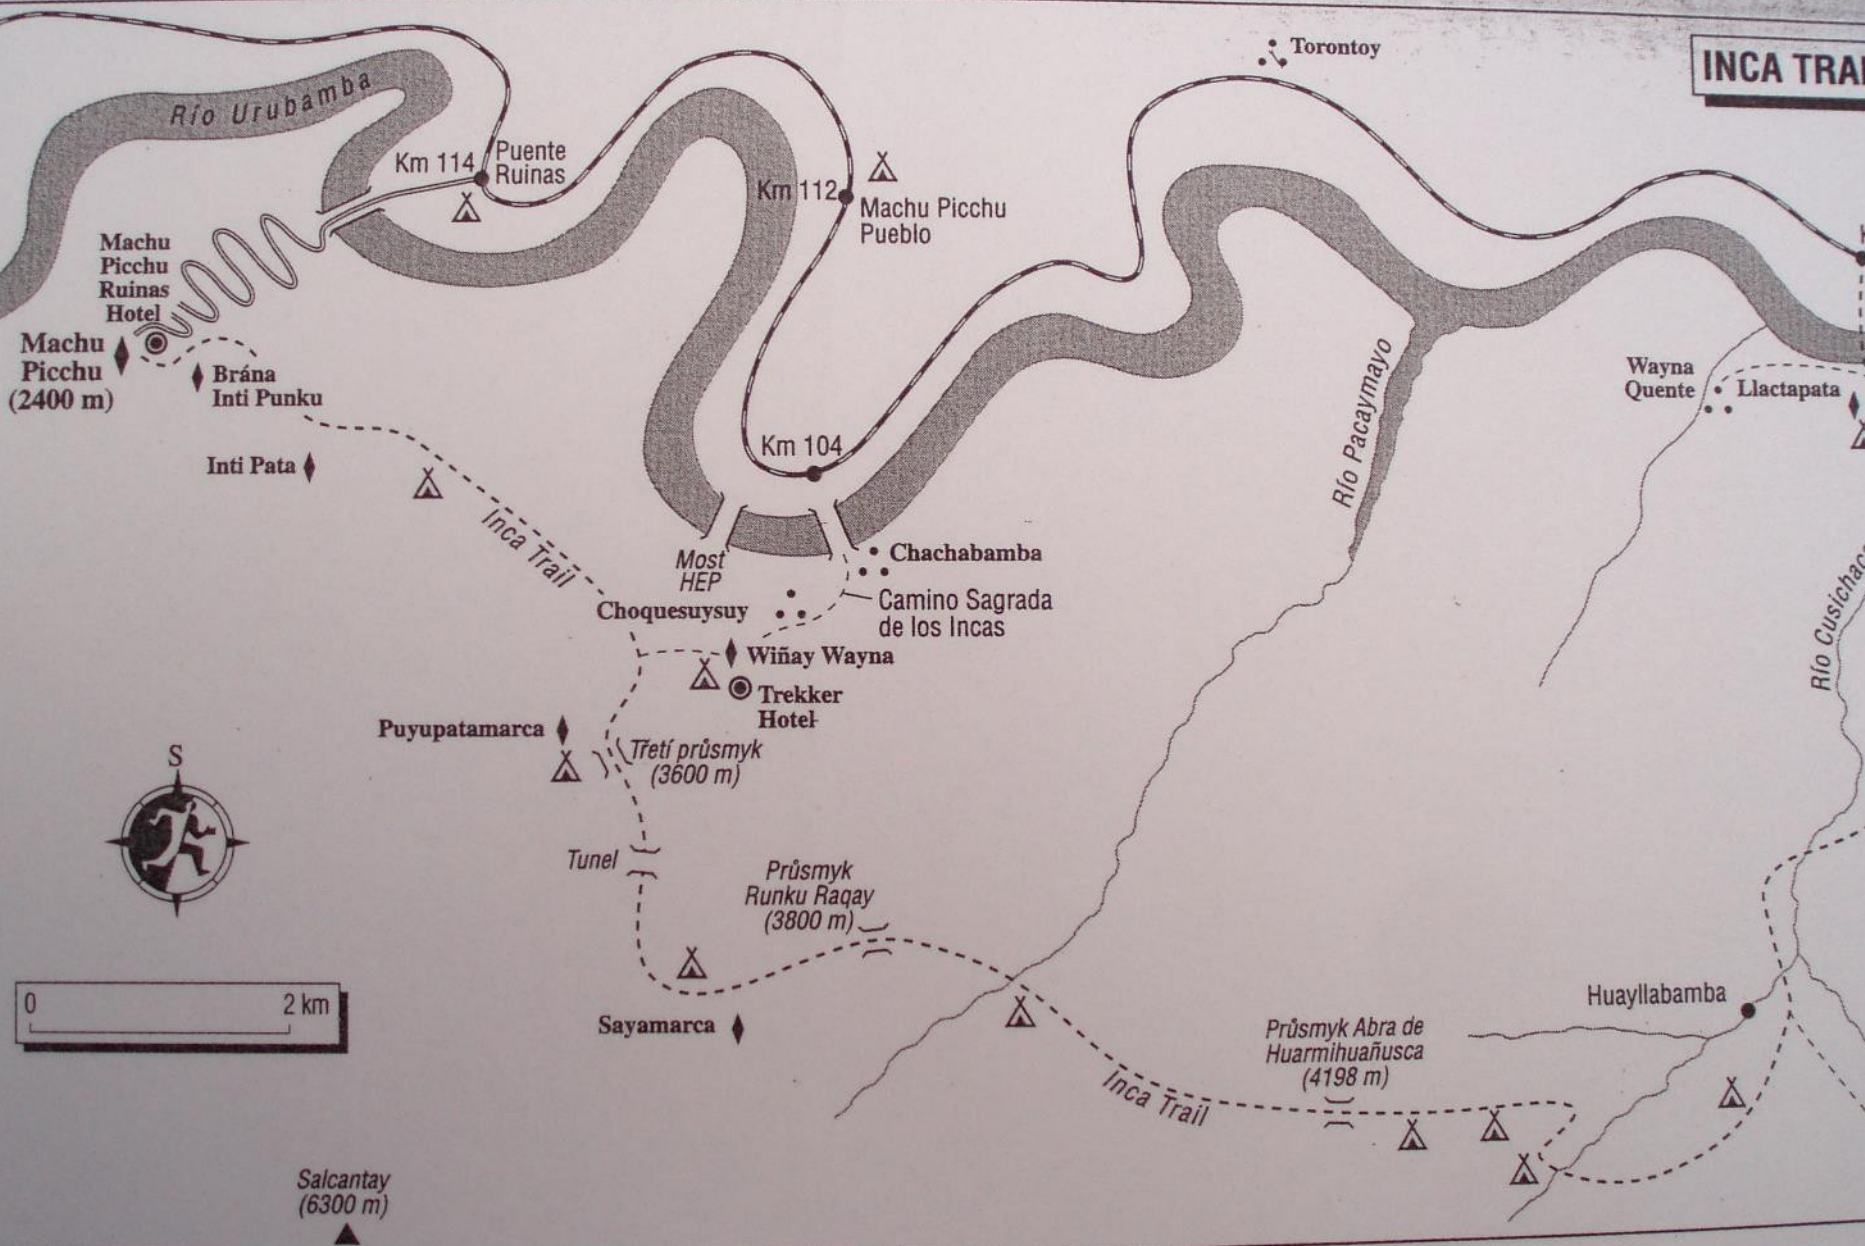 Torontoy
INCA TRAI
Río Urubamba
Km 114
Puente
Ruinas
Km 112
Machu Picchu
Pueblo
Machu
Picchu
Ruinas
Hotel
Machu
Picchu
(2400 m)
Brána
Inti Punku
Inti Pata
Inca Trail
Km 104
Río Pacaymayo
Wayna
Quente
Llactapata
Most
HEP
Chachabamba
Choquesuysuy
Camino Sagrada
de los Incas
Wiñay Wayna
Trekker
Hotel
Río Cusichac
Puyupatamarca
Třetí průsmyk
(3600 m)
S
Tunel
Průsmyk
Runku Raqay
(3800 m)
0 2 km
Sayamarca
Huayllabamba
Průsmyk Abra de
Huarmihuañusca
(4198 m)
Inca Trail
Salcantay
(6300 m)